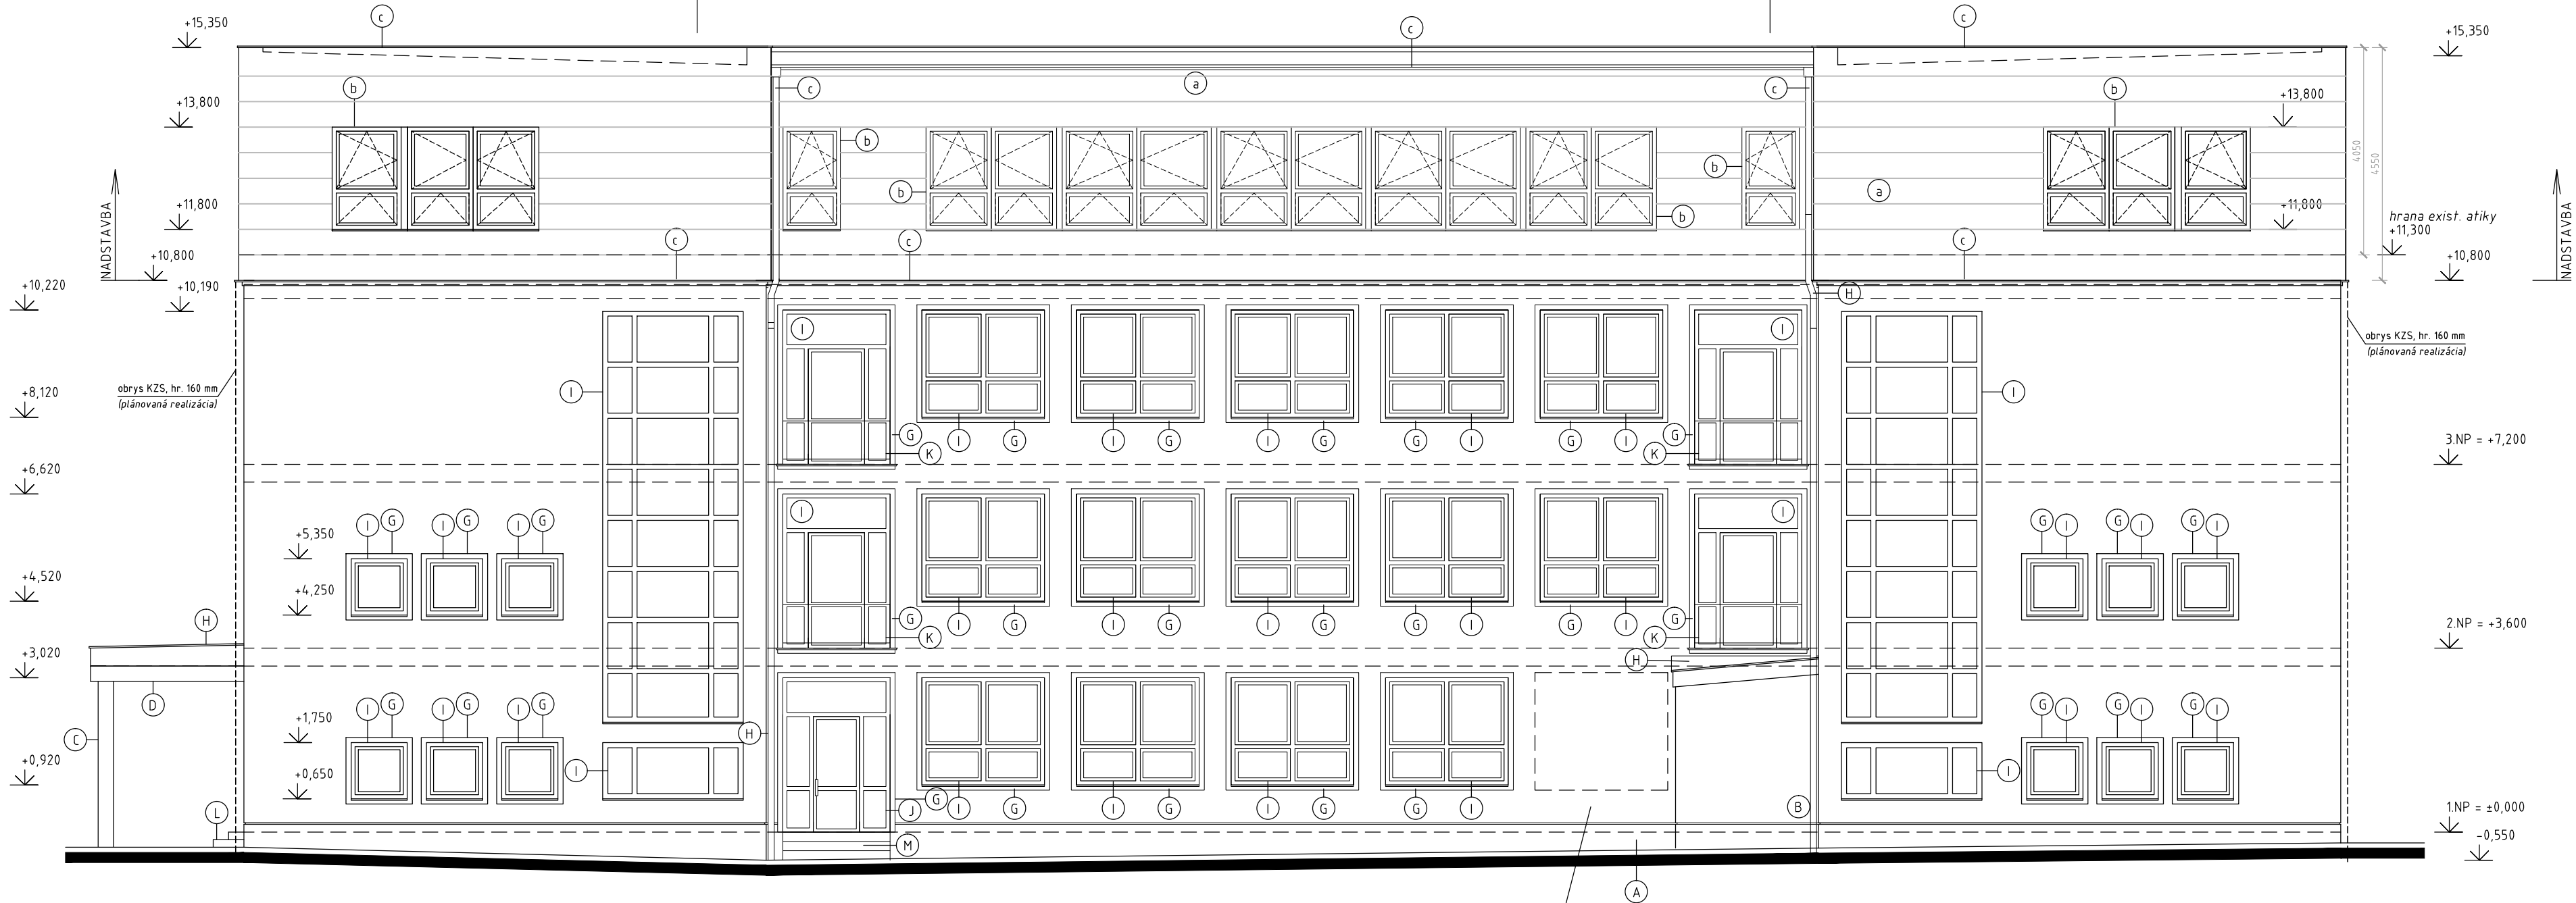 c
c
c
+15,350
+15,350
b
c
a
c
b
+13,800
+13,800
b
b
4050
4550
b
a
b
NADSTAVBA
NADSTAVBA
+11,800
+11,800
b
hrana exist. atiky
+11,300
c
c
c
+10,800
+10,800
+10,220
+10,190
H
I
I
obrys KZS, hr. 160 mm
(plánovaná realizácia)
obrys KZS, hr. 160 mm
(plánovaná realizácia)
+8,120
I
I
G
I
G
I
G
I
G
G
I
G
I
G
K
K
3.NP = +7,200
+6,620
I
G
I
G
I
G
I
I
G
I
G
I
G
I
+5,350
+4,520
+4,250
G
I
G
I
G
I
G
G
I
G
I
G
H
K
K
2.NP = +3,600
+3,020
H
D
I
G
I
G
I
G
G
I
G
I
G
I
+1,750
C
H
+0,920
+0,650
I
I
G
J
I
G
I
G
I
G
G
I
B
L
1.NP = ±0,000
-0,550
M
A